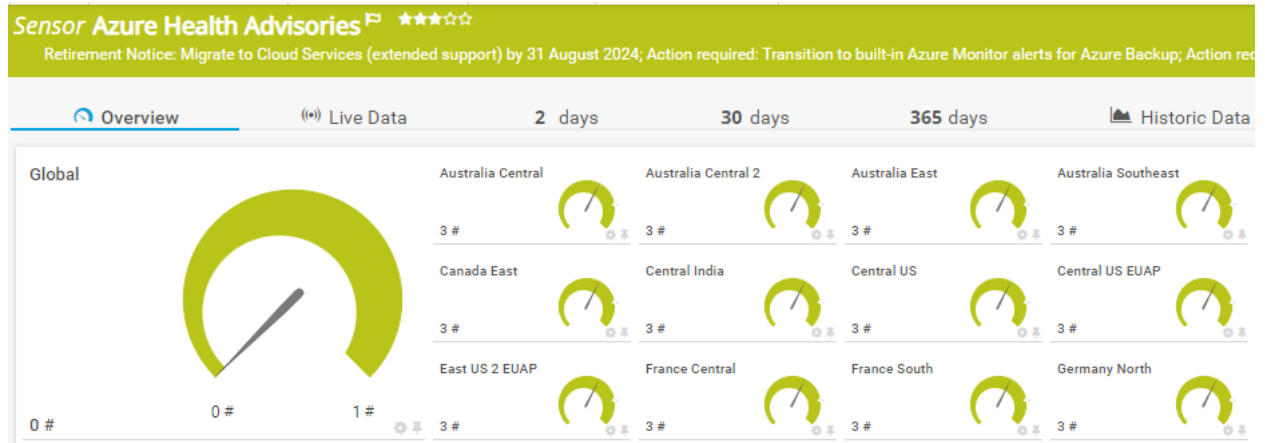 Sensor Azure Health Advisories
Retirement Notice: Migrate to Cloud Services (extended support) by 31 August 2024; Action required: Transition to built-in Azure Monitor alerts for Azure Backup; Action rec
Overview Live Data 2 days 30 days 365 days Historic Data
Global
0 # 1 #
0 #
Australia Central Australia Central 2 Australia East Australia Southeast
3 # 3 # 3 # 3 #
Canada East Central India Central US Central US EUAP
3 # 3 # 3 # 3 #
East US 2 EUAP France Central France South Germany North
3 # 3 # 3 # 3 #